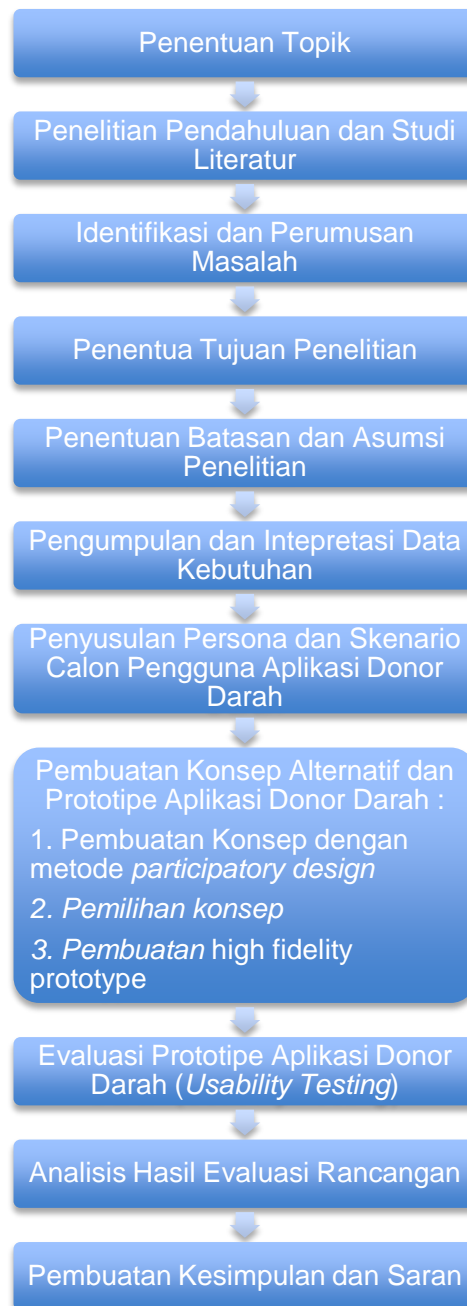 Penentuan Topik
Penelitian Pendahuluan dan Studi
Literatur
Identifikasi dan Perumusan
Masalah
Penentua Tujuan Penelitian
Penentuan Batasan dan Asumsi
Penelitian
Pengumpulan dan Intepretasi Data
Kebutuhan
Penyusulan Persona dan Skenario
Calon Pengguna Aplikasi Donor
Darah
Pembuatan Konsep Alternatif dan
Prototipe Aplikasi Donor Darah :
1. Pembuatan Konsep dengan
metode participatory design
2. Pemilihan konsep
3. Pembuatan high fidelity
prototype
Evaluasi Prototipe Aplikasi Donor
Darah (Usability Testing)
Analisis Hasil Evaluasi Rancangan
Pembuatan Kesimpulan dan Saran